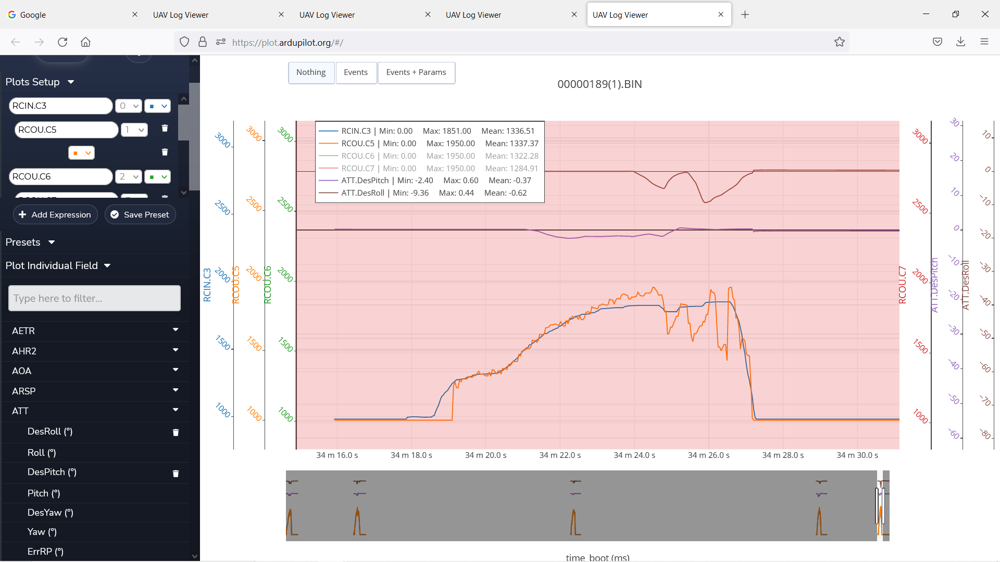 Google
UAV Log Viewer
UAV Log Viewer
UAV Log Viewer
UAV Log Viewer
https://plot.ardupilot.org/#/
Plots Setup
RCIN.C3 0
RCOU.C5 1
RCOU.C6 2
Add Expression
Save Preset
Presets
Plot Individual Field
Type here to filter...
AETR
AHR2
AOA
ARSP
ATT
DesRoll (°)
Roll (°)
DesPitch (°)
Pitch (°)
DesYaw (°)
Yaw (°)
ErrRP (°)
Nothing
Events
Events + Params
00000189(1).BIN
RCIN.C3 | Min: 0.00 Max: 1851.00 Mean: 1336.51
RCOU.C5 | Min: 0.00 Max: 1950.00 Mean: 1337.37
RCOU.C6 | Min: 0.00 Max: 1950.00 Mean: 1322.28
RCOU.C7 | Min: 0.00 Max: 1950.00 Mean: 1284.91
ATT.DesPitch | Min: -2.40 Max: 0.60 Mean: -0.37
ATT.DesRoll | Min: -9.36 Max: 0.44 Mean: -0.62
RCIN.C3
3000
2500
2000
1500
1000
RCOU.C5
3000
2500
2000
1500
1000
RCOU.C6
3000
2500
2000
1500
1000
RCOU.C7
3000
2500
2000
1500
1000
ATT.DesPitch
30
20
10
0
−10
−20
−30
−40
−50
−60
ATT.DesRoll
10
0
−10
−20
−30
−40
−50
−60
−70
−80
34 m 16.0 s
34 m 18.0 s
34 m 20.0 s
34 m 22.0 s
34 m 24.0 s
34 m 26.0 s
34 m 28.0 s
34 m 30.0 s
time_boot (ms)